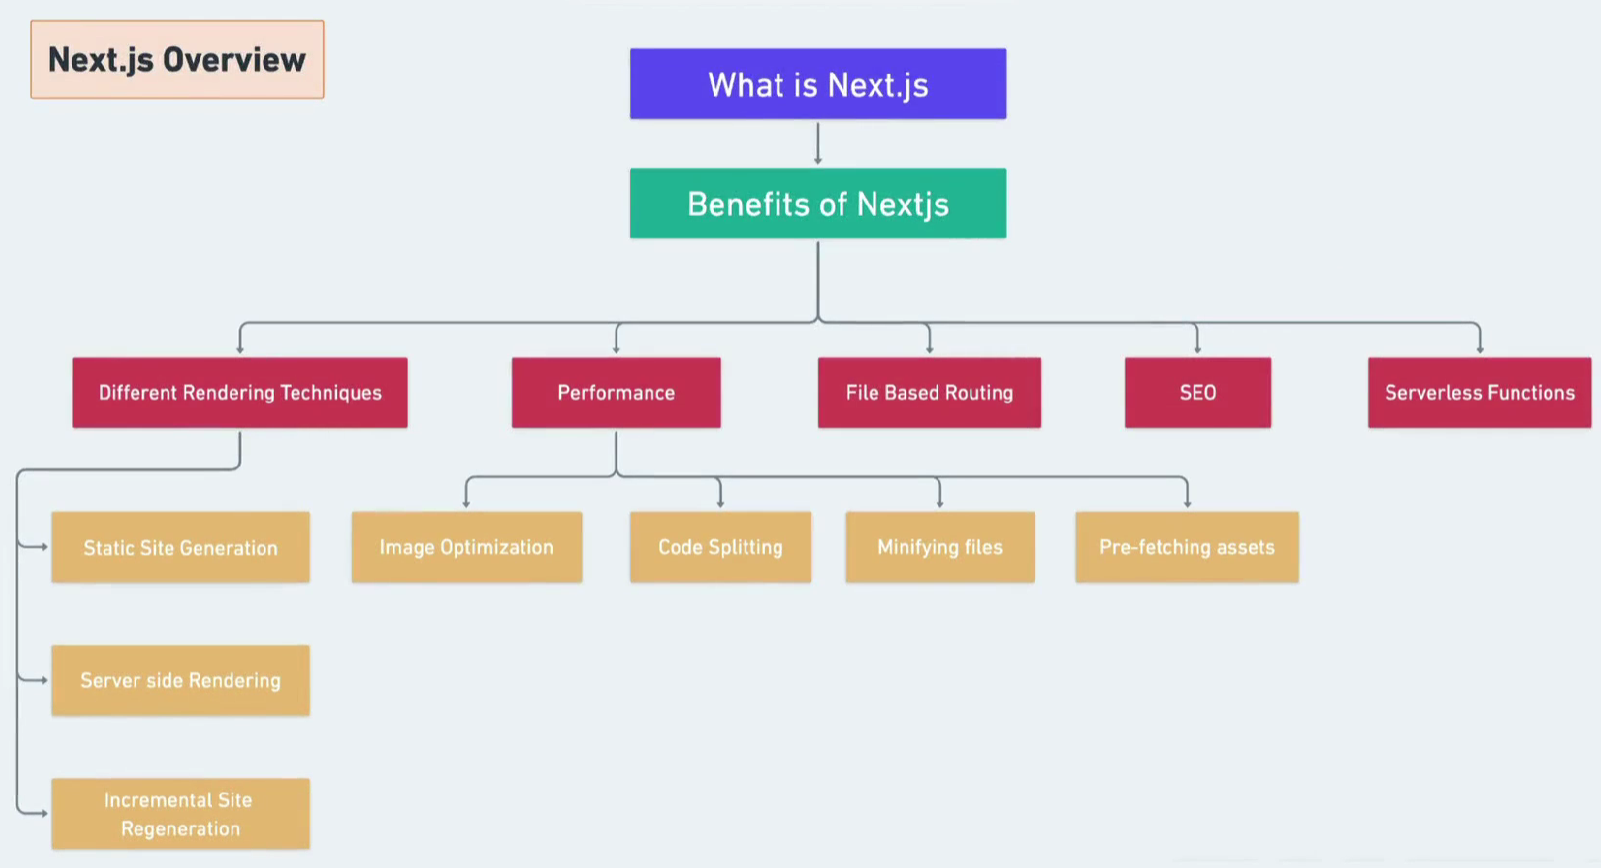 Next.js Overview
What is Next.js
Benefits of Nextjs
Different Rendering Techniques
Performance
File Based Routing
SEO
Serverless Functions
Static Site Generation
Image Optimization
Code Splitting
Minifying files
Pre-fetching assets
Server side Rendering
Incremental Site
Regeneration